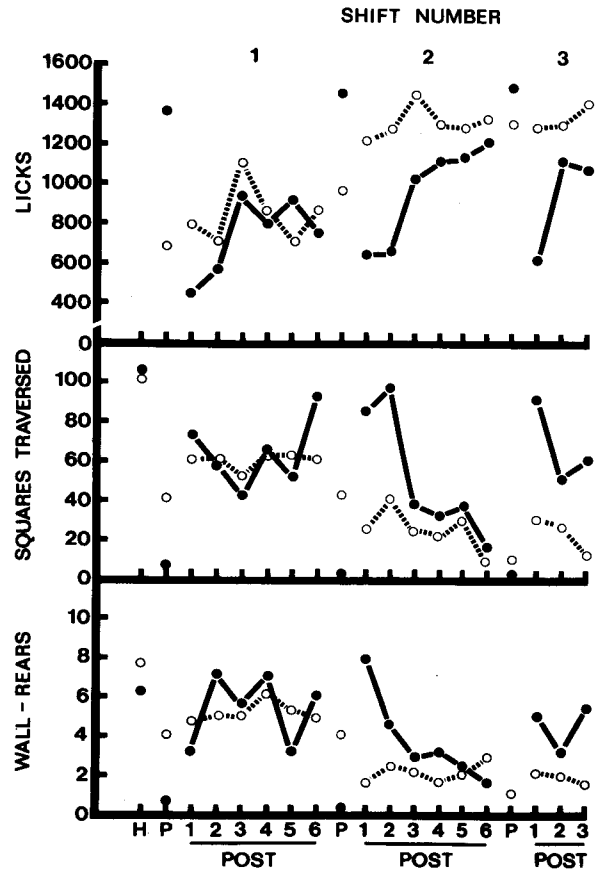 SHIFT NUMBER
1 2 3
LICKS
1600
1400
1200
1000
800
600
400
0
SQUARES TRAVERSED
100
80
60
40
20
0
WALL - REARS
10
8
6
4
2
0
H P 1 2 3 4 5 6 P 1 2 3 4 5 6 P 1 2 3
POST POST POST